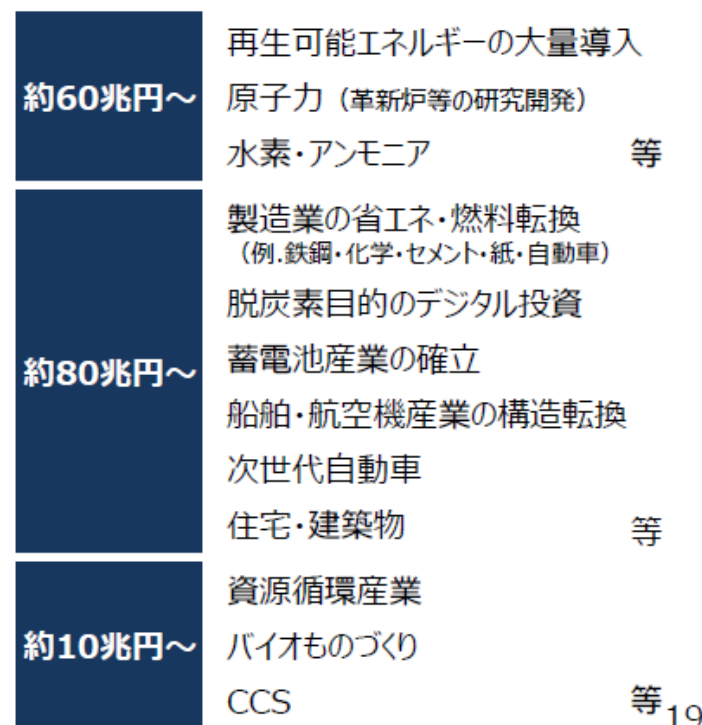 約60兆円～
再生可能エネルギーの大量導入
原子力（革新炉等の研究開発）
水素・アンモニア 等
約80兆円～
製造業の省エネ・燃料転換
（例.鉄鋼・化学・セメント・紙・自動車）
脱炭素目的のデジタル投資
蓄電池産業の確立
船舶・航空機産業の構造転換
次世代自動車
住宅・建築物 等
約10兆円～
資源循環産業
バイオものづくり
CCS 等
19